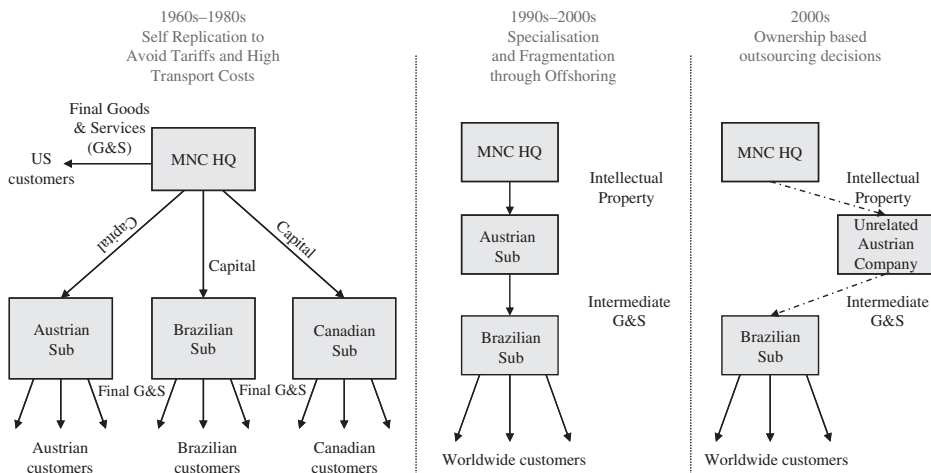 1960s–1980s
Self Replication to
Avoid Tariffs and High
Transport Costs
Final Goods
& Services
(G&S)
US
customers
MNC HQ
Capital
Capital
Capital
Austrian
Sub
Brazilian
Sub
Canadian
Sub
Final G&S
Final G&S
Austrian
customers
Brazilian
customers
Canadian
customers
1990s–2000s
Specialisation
and Fragmentation
through Offshoring
MNC HQ
Intellectual
Property
Austrian
Sub
Intermediate
G&S
Brazilian
Sub
Worldwide customers
2000s
Ownership based
outsourcing decisions
MNC HQ
Intellectual
Property
Unrelated
Austrian
Company
Intermediate
G&S
Brazilian
Sub
Worldwide customers